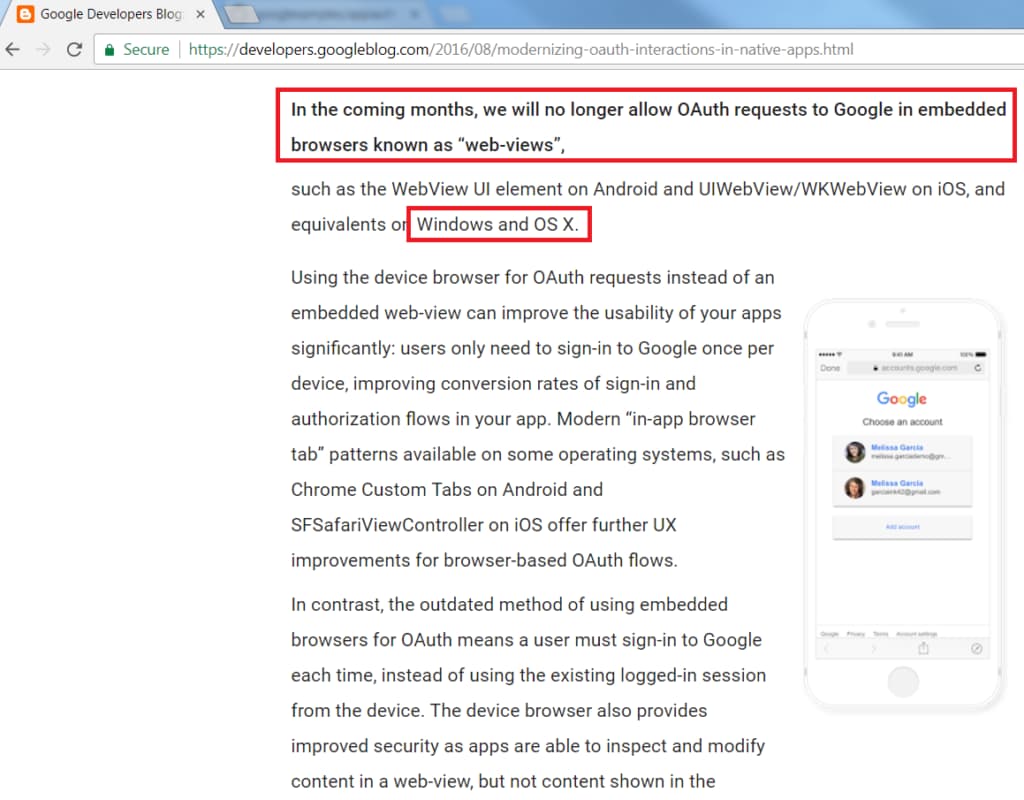 Google Developers Blog
Secure
https://developers.googleblog.com/2016/08/modernizing-oauth-interactions-in-native-apps.html
In the coming months, we will no longer allow OAuth requests to Google in embedded
browsers known as “web-views”,
such as the WebView UI element on Android and UIWebView/WKWebView on iOS, and
equivalents on Windows and OS X.
Using the device browser for OAuth requests instead of an
embedded web-view can improve the usability of your apps
significantly: users only need to sign-in to Google once per
device, improving conversion rates of sign-in and
authorization flows in your app. Modern “in-app browser
tab” patterns available on some operating systems, such as
Chrome Custom Tabs on Android and
SFSafariViewController on iOS offer further UX
improvements for browser-based OAuth flows.
In contrast, the outdated method of using embedded
browsers for OAuth means a user must sign-in to Google
each time, instead of using the existing logged-in session
from the device. The device browser also provides
improved security as apps are able to inspect and modify
content in a web-view, but not content shown in the
9:41 AM
100%
Done
accounts.google.com
Google
Choose an account
Melissa Garcia
melissa.garciademo@gm...
Melissa Garcia
garciamk42@gmail.com
Add account
Google Privacy Terms Account settings